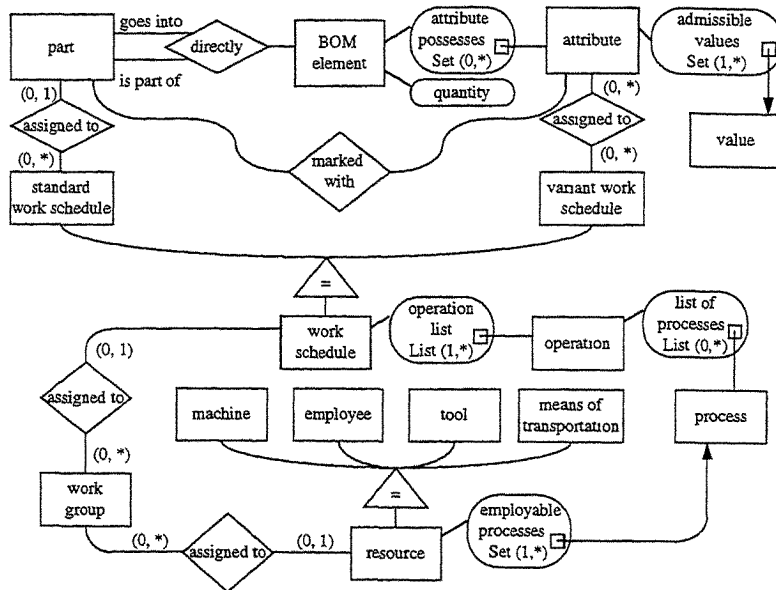 goes into
part
directly
BOM
element
attribute
possesses
Set (0,*)
attribute
admissible
values
Set (1,*)
is part of
quantity
(0, 1)
(0, *)
assigned to
assigned to
value
(0, *)
(0, *)
marked
with
standard
work schedule
variant work
schedule
=
work
schedule
operation
list
List (1,*)
operation
list of
processes
List (0,*)
(0, 1)
assigned to
machine
employee
tool
means of
transportation
process
(0, *)
work
group
=
employable
processes
Set (1,*)
(0, *)
assigned to
(0, 1)
resource